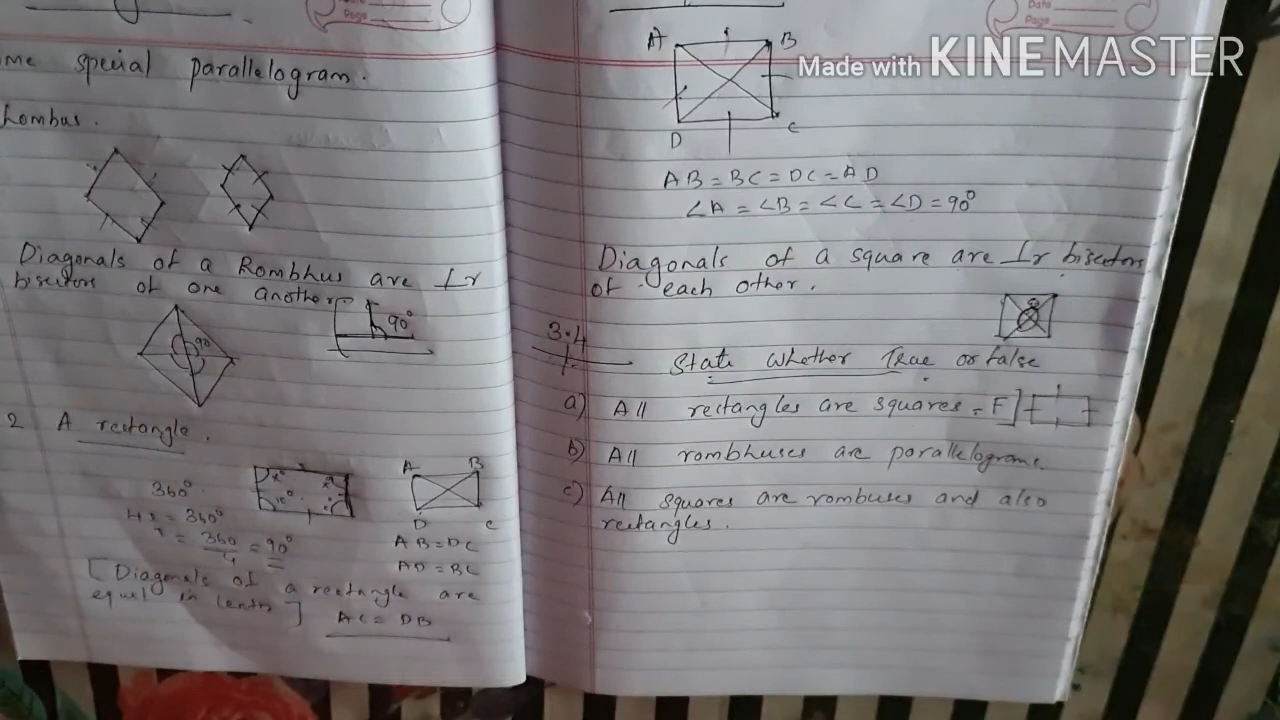 Date
Page
me special parallelogram.
hombus.
Diagonals of a Rombhus are ⊥r
bisectors of one another
90°
90
2 A rectangle.
360°
x°
x°
4x = 360°
x = 360/4 = 90°
A B
D C
AB = DC
AD = BC
[Diagonals of a rectangle are
equal in lenth]
AC = DB
Date
Page
Made with KINEMASTER
A B
D C
AB = BC = DC = AD
∠A = ∠B = ∠C = ∠D = 90°
Diagonals of a square are ⊥r bisectors
of each other.
3.4
1.
State whether True or false
a) All rectangles are squares = F]
b) All rombhuses are parallelograms.
c) All squares are rombuses and also
rectangles.